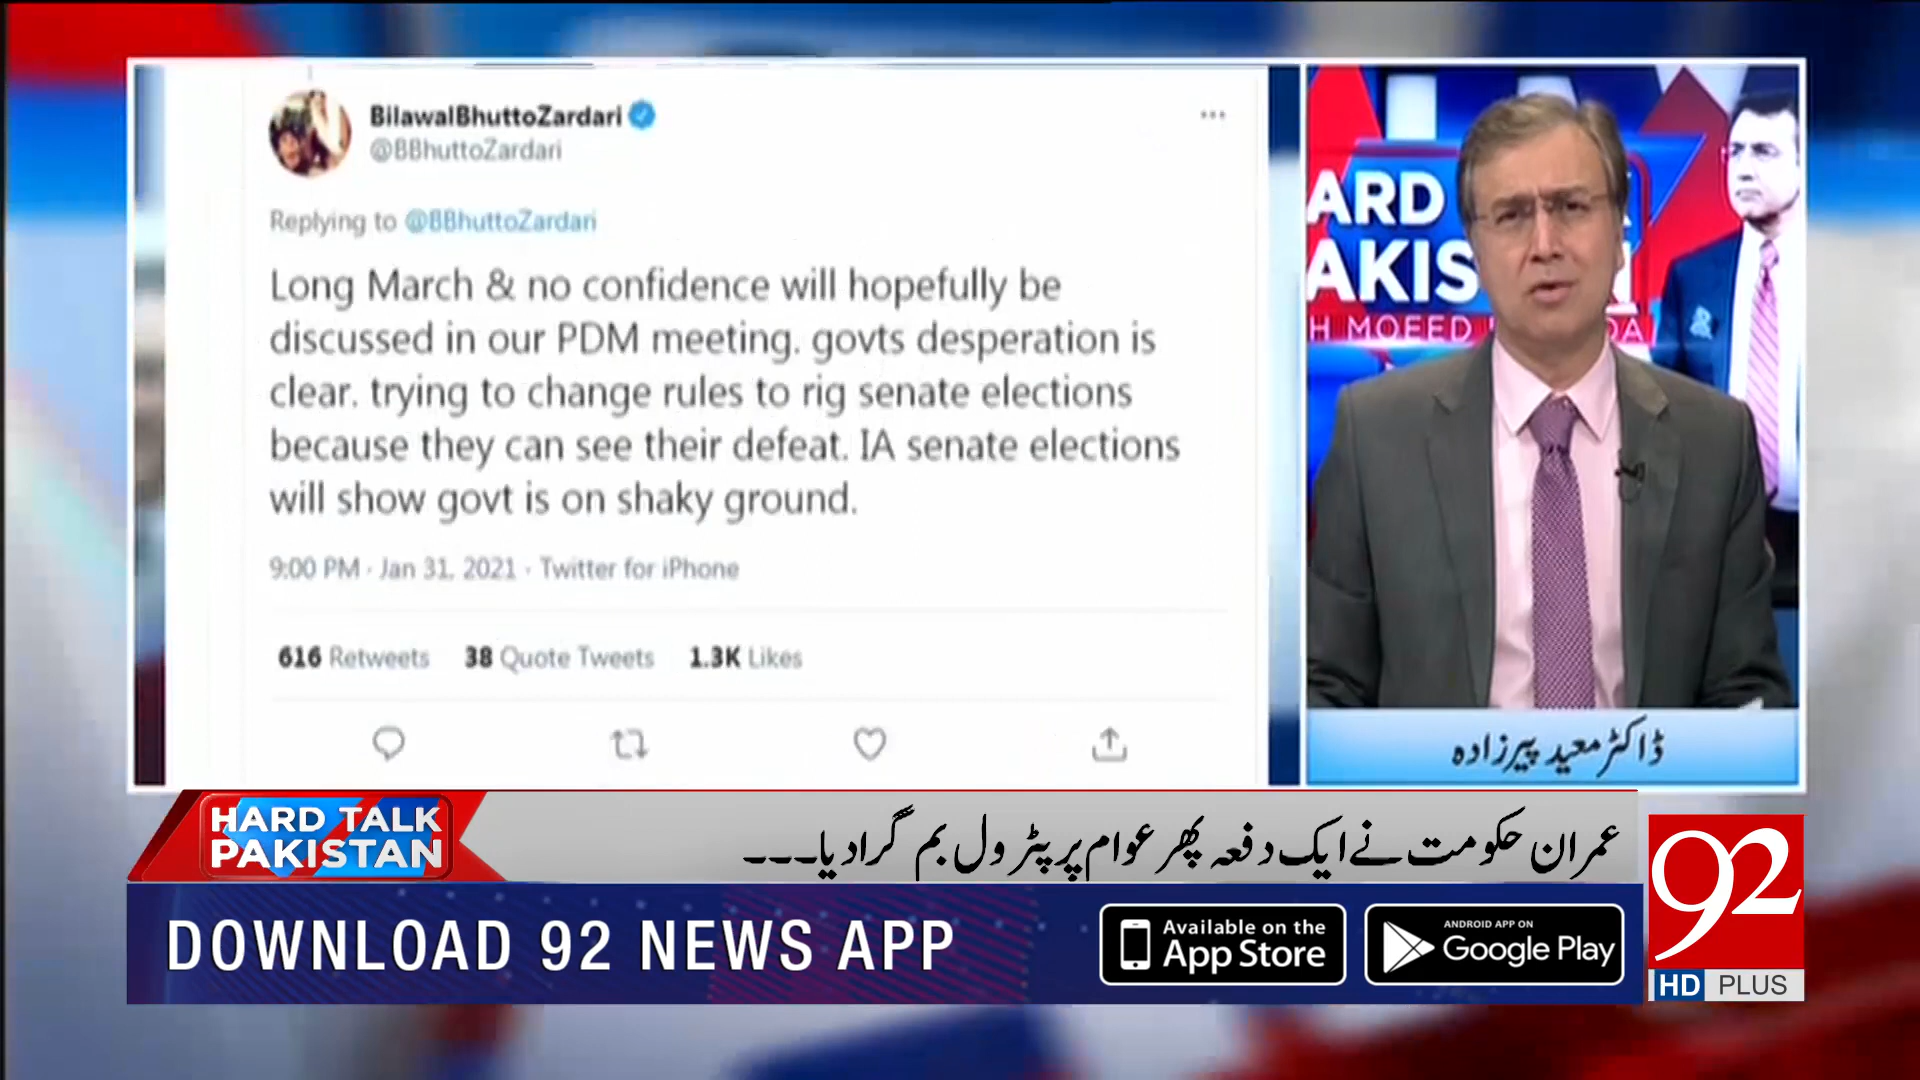 BilawalBhuttoZardari
@BBhuttoZardari
Replying to @BBhuttoZardari
Long March & no confidence will hopefully be
discussed in our PDM meeting. govts desperation is
clear. trying to change rules to rig senate elections
because they can see their defeat. IA senate elections
will show govt is on shaky ground.
9:00 PM · Jan 31, 2021 · Twitter for iPhone
616 Retweets 38 Quote Tweets 1.3K Likes
ARD
AKIS
H MOEED
DA
ڈاکٹر معید پیرزادہ
HARD TALK
PAKISTAN
عمران حکومت نے ایک دفعہ پھر عوام پر پٹرول بم گرا دیا۔۔۔
DOWNLOAD 92 NEWS APP
Available on the
App Store
ANDROID APP ON
Google Play
92
HD PLUS